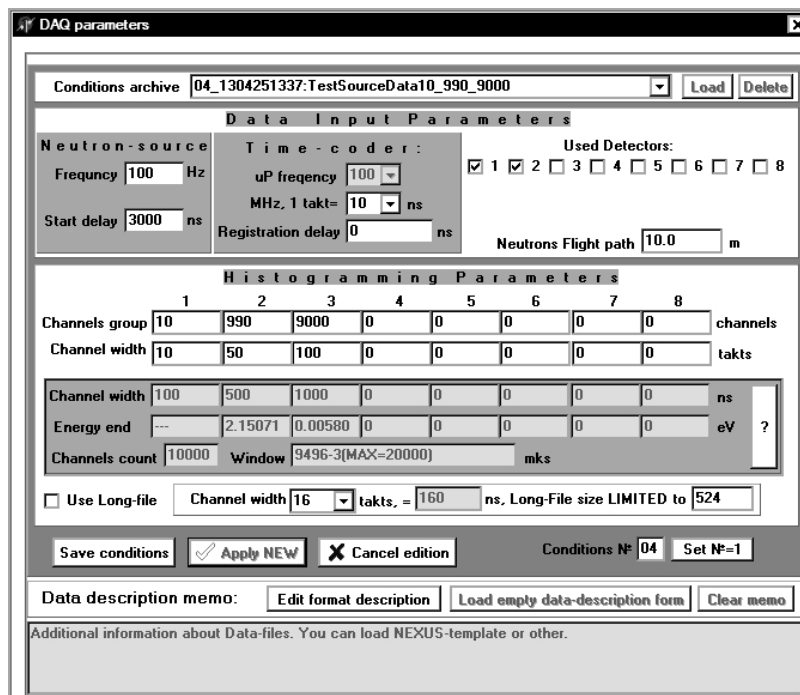 DAQ parameters
Conditions archive 04_1304251337:TestSourceData10_990_9000 Load Delete
Data Input Parameters
Neutron-source
Frequncy 100 Hz
Start delay 3000 ns
Time-coder:
uP freqency 100
MHz, 1 takt= 10 ns
Registration delay 0 ns
Used Detectors:
1 2 3 4 5 6 7 8
Neutrons Flight path 10.0 m
Histogramming Parameters
1 2 3 4 5 6 7 8
Channels group 10 990 9000 0 0 0 0 0 channels
Channel width 10 50 100 0 0 0 0 0 takts
Channel width 100 500 1000 0 0 0 0 0 ns
Energy end --- 2.15071 0.00580 0 0 0 0 0 eV ?
Channels count 10000 Window 9496-3(MAX=20000) mks
Use Long-file Channel width 16 takts, = 160 ns, Long-File size LIMITED to 524
Save conditions Apply NEW Cancel edition Conditions № 04 Set №=1
Data description memo: Edit format description Load empty data-description form Clear memo
Additional information about Data-files. You can load NEXUS-template or other.